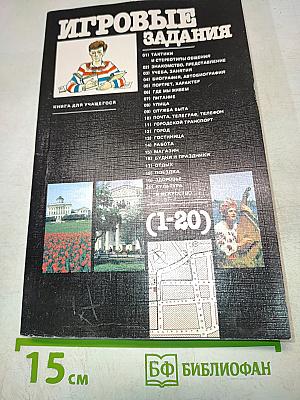 ИГРОВЫЕ
ЗАДАНИЯ
01) ТАКТИКИ
И СТЕРЕОТИПЫ ОБЩЕНИЯ
02) ЗНАКОМСТВО, ПРЕДСТАВЛЕНИЕ
03) УЧЕБА, ЗАНЯТИЯ
04) БИОГРАФИЯ, АВТОБИОГРАФИЯ
05) ПОРТРЕТ, ХАРАКТЕР
06) ГДЕ МЫ ЖИВЕМ
07) ПИТАНИЕ
08) УЛИЦА
09) СЛУЖБА БЫТА
10) ПОЧТА, ТЕЛЕГРАФ, ТЕЛЕФОН
11) ГОРОДСКОЙ ТРАНСПОРТ
12) ГОРОД
13) ГОСТИНИЦА
14) РАБОТА
15) МАГАЗИН
16) БУДНИ И ПРАЗДНИКИ
17) ОТДЫХ
18) ПОЕЗДКА
19) ЗДОРОВЬЕ
20) КУЛЬТУРА
И ИСКУССТВО
КНИГА ДЛЯ УЧАЩЕГОСЯ
(1-20)
15 см
БФ БИБЛИОФАН